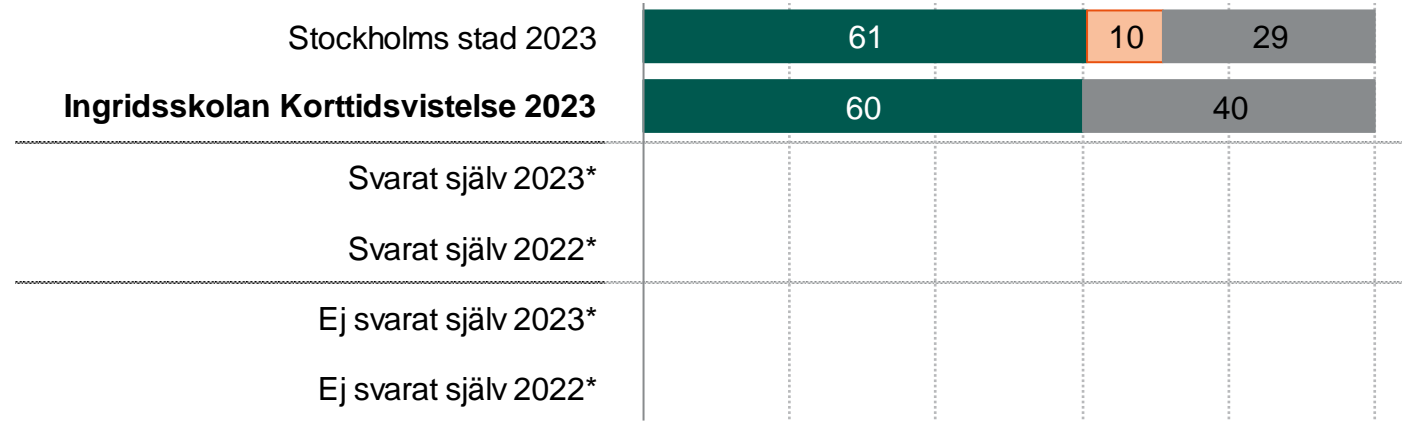 Stockholms stad 2023 61 10 29
Ingridsskolan Korttidsvistelse 2023 60 40
Svarat själv 2023*
Svarat själv 2022*
Ej svarat själv 2023*
Ej svarat själv 2022*